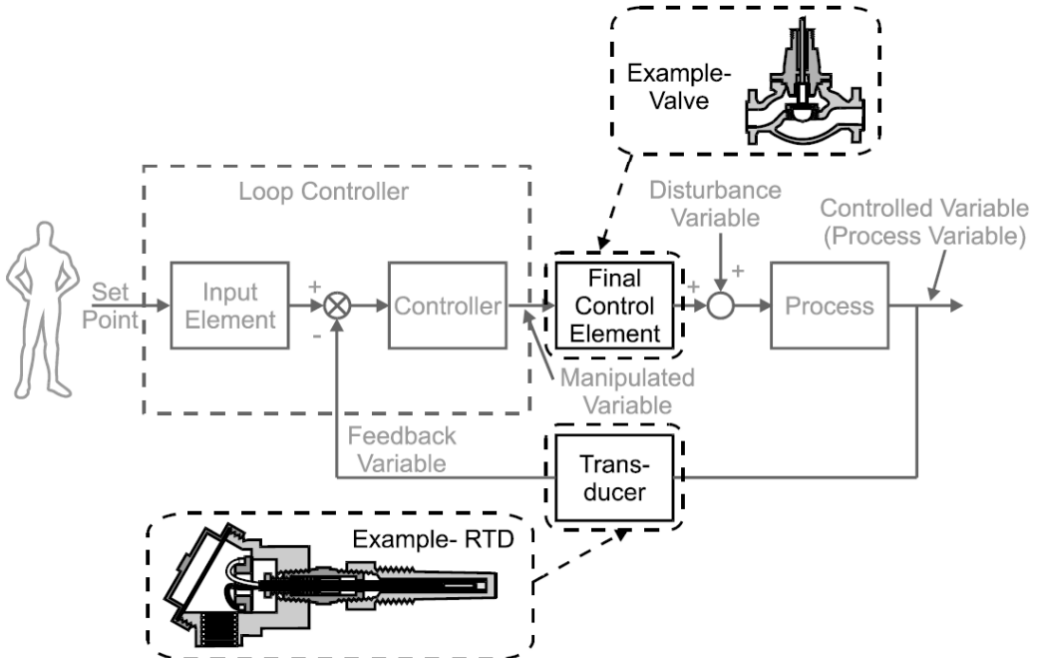 Example-
Valve
Loop Controller
Disturbance
Variable
Controlled Variable
(Process Variable)
Set
Point
Input
Element
+
-
Controller
Final
Control
Element
+
+
Process
Manipulated
Variable
Feedback
Variable
Trans-
ducer
Example- RTD